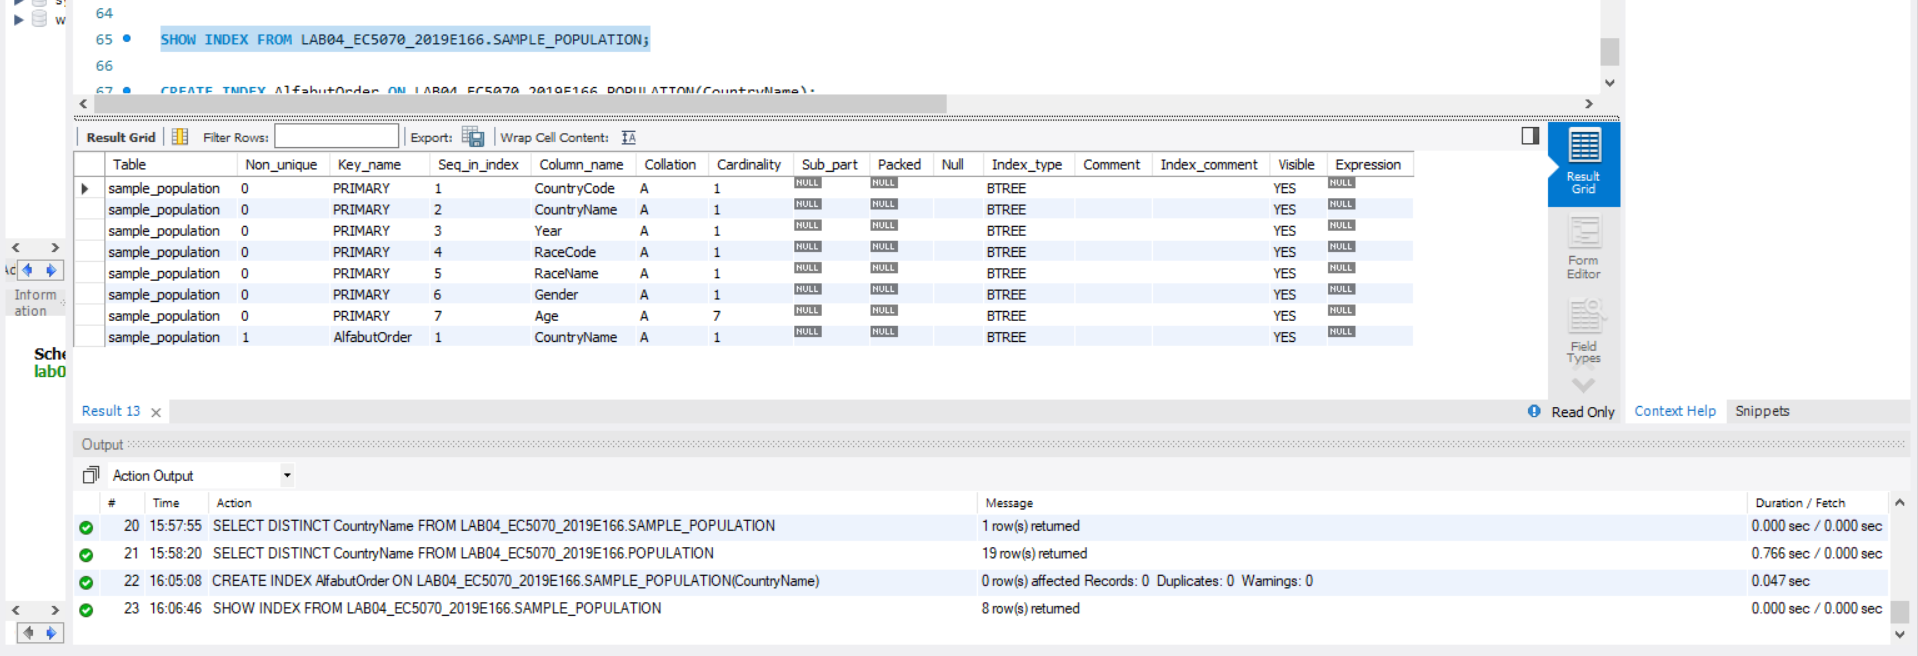 sy
w
64
65 SHOW INDEX FROM LAB04_EC5070_2019E166.SAMPLE_POPULATION;
66
67 CREATE INDEX AlfabutOrder ON LAB04_EC5070_2019E166.POPULATION(CountryName);
Result Grid Filter Rows: Export: Wrap Cell Content: IA
Table Non_unique Key_name Seq_in_index Column_name Collation Cardinality Sub_part Packed Null Index_type Comment Index_comment Visible Expression
sample_population 0 PRIMARY 1 CountryCode A 1 NULL NULL BTREE YES NULL
sample_population 0 PRIMARY 2 CountryName A 1 NULL NULL BTREE YES NULL
sample_population 0 PRIMARY 3 Year A 1 NULL NULL BTREE YES NULL
sample_population 0 PRIMARY 4 RaceCode A 1 NULL NULL BTREE YES NULL
sample_population 0 PRIMARY 5 RaceName A 1 NULL NULL BTREE YES NULL
sample_population 0 PRIMARY 6 Gender A 1 NULL NULL BTREE YES NULL
sample_population 0 PRIMARY 7 Age A 7 NULL NULL BTREE YES NULL
sample_population 1 AlfabutOrder 1 CountryName A 1 NULL NULL BTREE YES NULL
Result
Grid
Form
Editor
Field
Types
Ac
Inform
ation
Sche
lab0
Result 13 Read Only Context Help Snippets
Output
Action Output
# Time Action Message Duration / Fetch
20 15:57:55 SELECT DISTINCT CountryName FROM LAB04_EC5070_2019E166.SAMPLE_POPULATION 1 row(s) returned 0.000 sec / 0.000 sec
21 15:58:20 SELECT DISTINCT CountryName FROM LAB04_EC5070_2019E166.POPULATION 19 row(s) returned 0.766 sec / 0.000 sec
22 16:05:08 CREATE INDEX AlfabutOrder ON LAB04_EC5070_2019E166.SAMPLE_POPULATION(CountryName) 0 row(s) affected Records: 0 Duplicates: 0 Warnings: 0 0.047 sec
23 16:06:46 SHOW INDEX FROM LAB04_EC5070_2019E166.SAMPLE_POPULATION 8 row(s) returned 0.000 sec / 0.000 sec